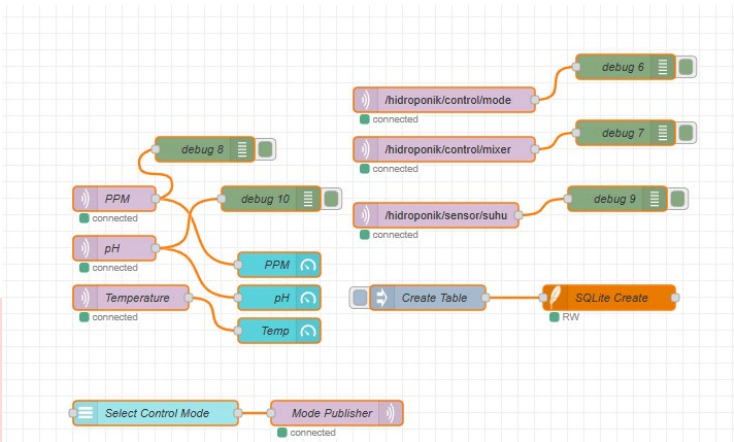 debug 6
/hidroponik/control/mode
connected
debug 7
/hidroponik/control/mixer
connected
debug 8
PPM
connected
debug 10
debug 9
/hidroponik/sensor/suhu
connected
pH
connected
PPM
Temperature
connected
pH
Temp
Create Table
SQLite Create
RW
Select Control Mode
Mode Publisher
connected